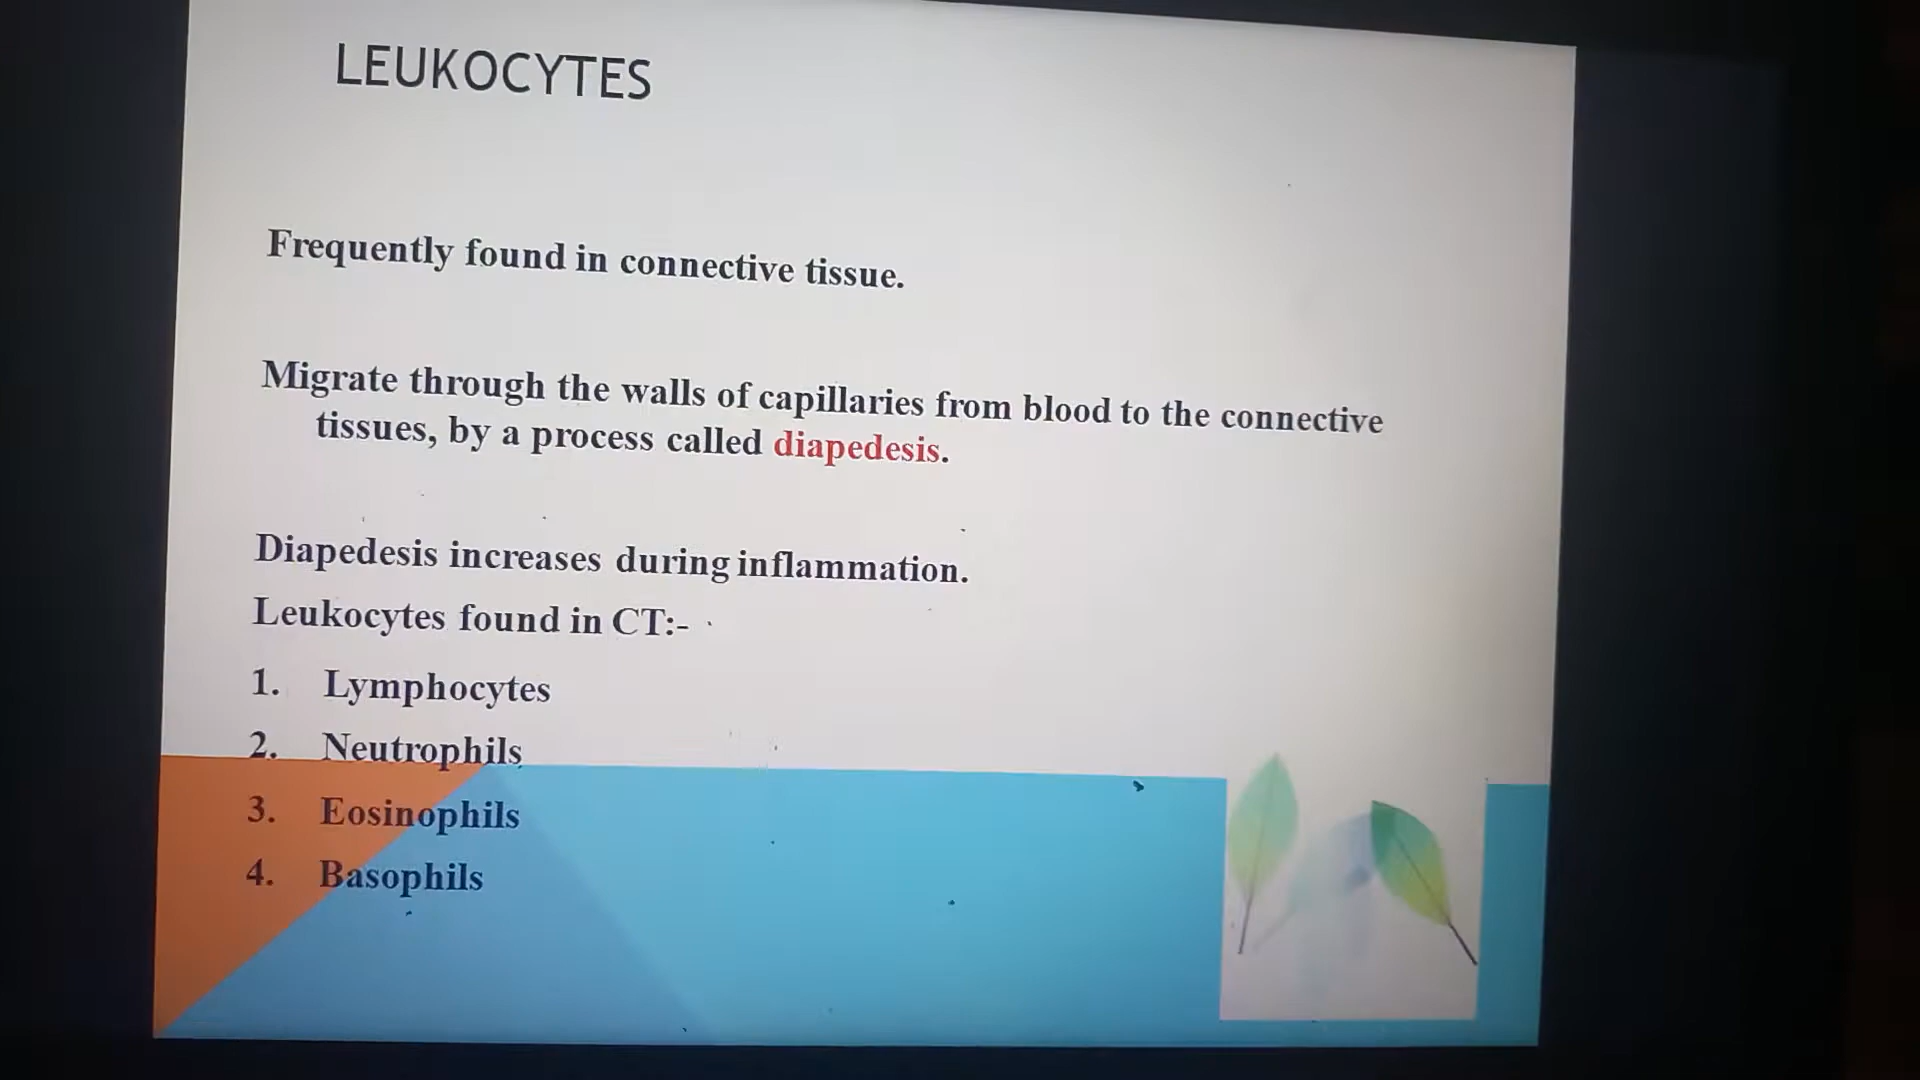 LEUKOCYTES
Frequently found in connective tissue.
Migrate through the walls of capillaries from blood to the connective
tissues, by a process called diapedesis.
Diapedesis increases during inflammation.
Leukocytes found in CT:-
1. Lymphocytes
2. Neutrophils
3. Eosinophils
4. Basophils